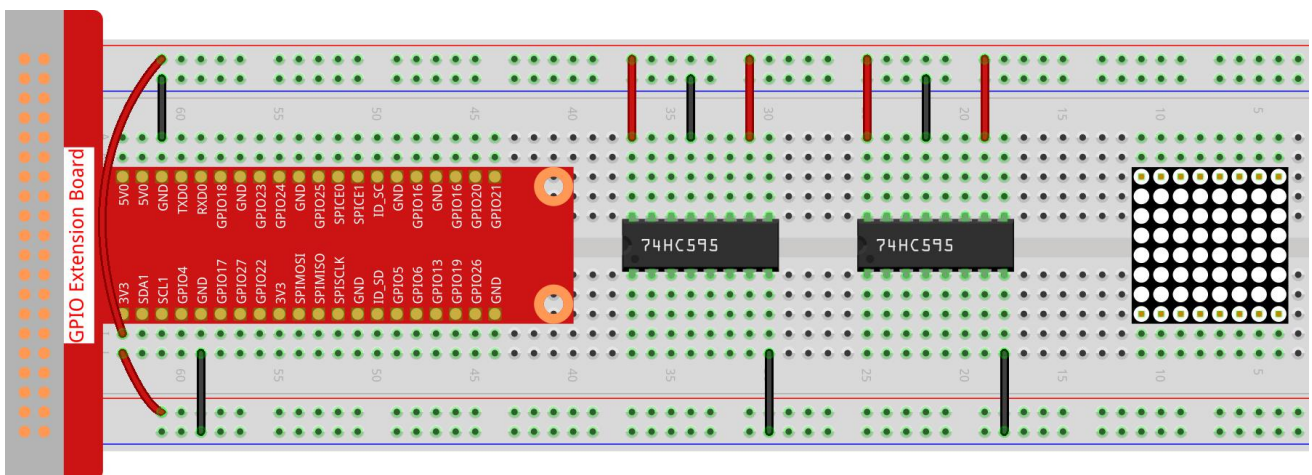 GPIO Extension Board
60
55
50
45
40
35
30
25
20
15
10
5
5V0
5V0
GND
TXD0
RXD0
GPIO18
GND
GPIO23
GPIO24
GND
GPIO25
SPICE0
SPICE1
ID_SC
GND
GPIO16
GND
GPIO16
GPIO20
GPIO21
74HC595
74HC595
3V3
SDA1
SCL1
GPIO4
GND
GPIO17
GPIO27
GPIO22
3V3
SPIMOSI
SPIMISO
SPISCLK
GND
ID_SD
GPIO5
GPIO6
GPIO13
GPIO19
GPIO26
GND
60
55
50
45
40
35
30
25
20
15
10
5